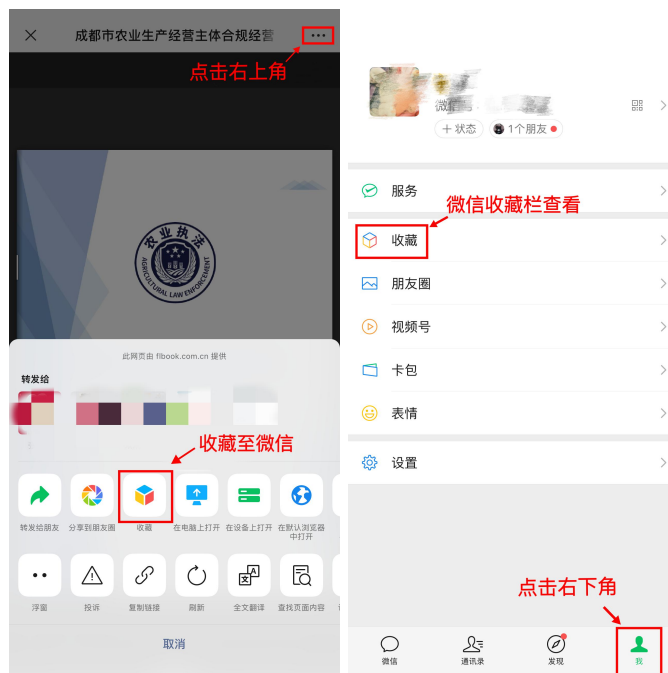 成都市农业生产经营主体合规经营
点击右上角
农业执法
AGRICULTURAL LAW ENFORCEMENT
此网页由 flbook.com.cn 提供
转发给
收藏至微信
转发给朋友
分享到朋友圈
收藏
在电脑上打开
在设备上打开
在默认浏览器
中打开
浮窗
投诉
复制链接
刷新
全文翻译
查找页面内容
取消
+ 状态
1个朋友
服务
微信收藏栏查看
收藏
朋友圈
视频号
卡包
表情
设置
点击右下角
微信
通讯录
发现
我